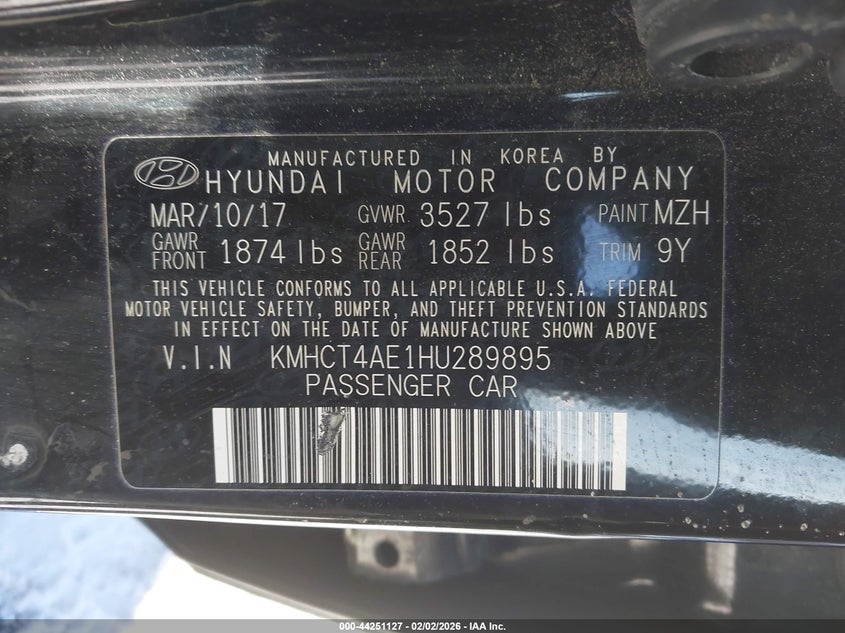 MANUFACTURED IN KOREA BY
HYUNDAI MOTOR COMPANY
MAR/10/17 GVWR 3527 lbs PAINT MZH
GAWR FRONT 1874 lbs GAWR REAR 1852 lbs TRIM 9Y
THIS VEHICLE CONFORMS TO ALL APPLICABLE U.S.A. FEDERAL
MOTOR VEHICLE SAFETY, BUMPER, AND THEFT PREVENTION STANDARDS
IN EFFECT ON THE DATE OF MANUFACTURE SHOWN ABOVE
V.I.N KMHCT4AE1HU289895
PASSENGER CAR
000-44251127 - 02/02/2026 - IAA Inc.